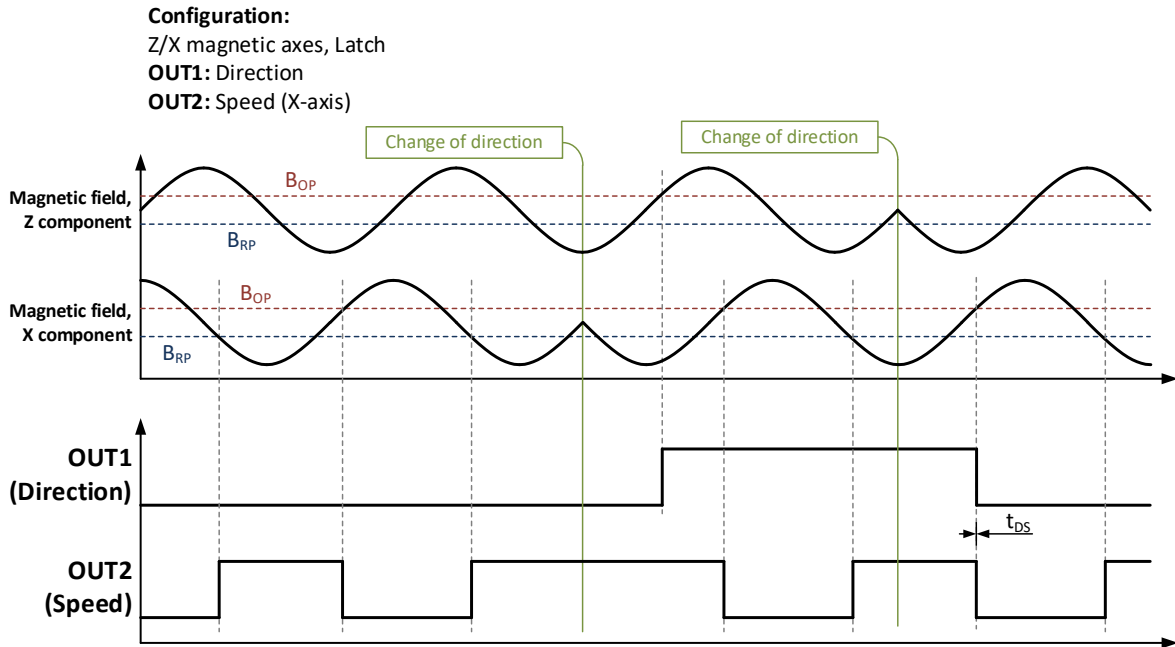 Configuration:
Z/X magnetic axes, Latch
OUT1: Direction
OUT2: Speed (X-axis)
Change of direction
Change of direction
Magnetic field,
Z component
BOP
BRP
Magnetic field,
X component
BOP
BRP
OUT1
(Direction)
tDS
OUT2
(Speed)